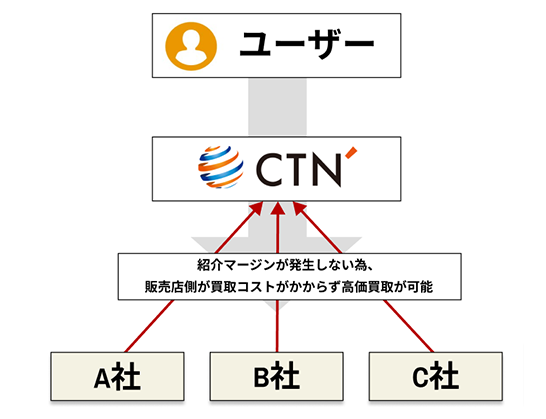 ユーザー
CTN
紹介マージンが発生しない為、
販売店側が買取コストがかからず高価買取が可能
A社
B社
C社